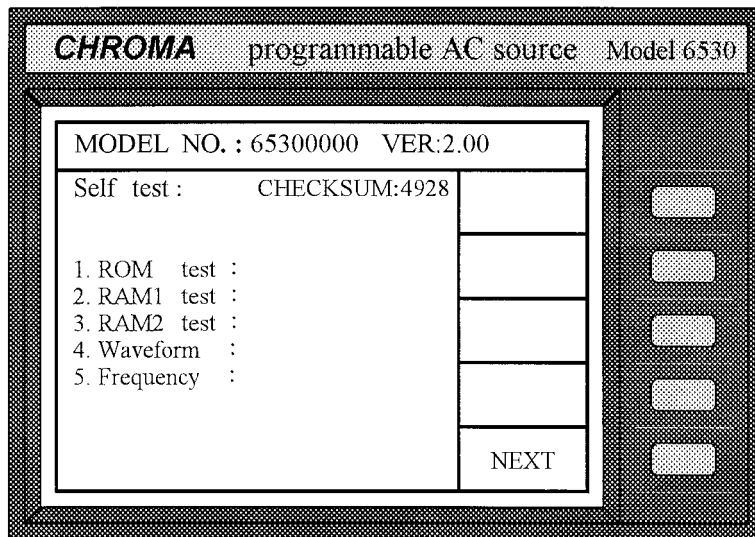 CHROMA programmable AC source Model 6530
MODEL NO. : 65300000 VER:2.00
Self test : CHECKSUM:4928
1. ROM test :
2. RAM1 test :
3. RAM2 test :
4. Waveform :
5. Frequency :
NEXT